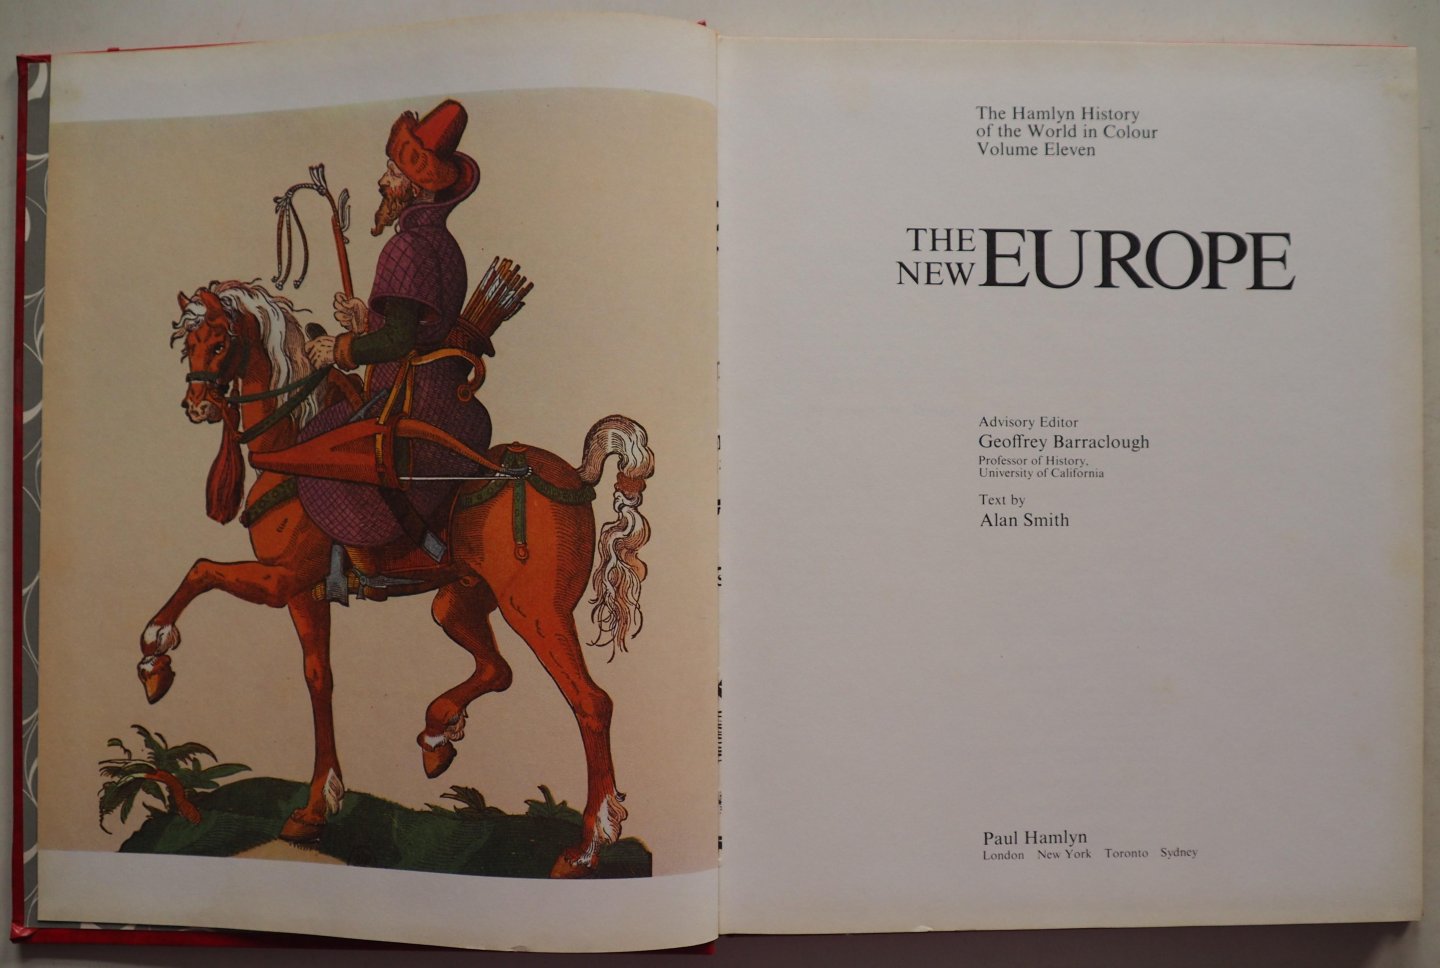 The Hamlyn History
of the World in Colour
Volume Eleven
THE
NEW EUROPE
Advisory Editor
Geoffrey Barraclough
Professor of History,
University of California
Text by
Alan Smith
Paul Hamlyn
London New York Toronto Sydney